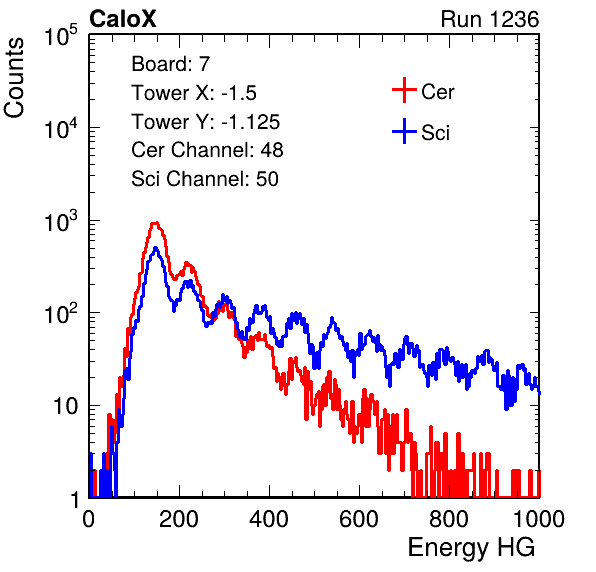 CaloX Run 1236
Counts
Board: 7
Tower X: -1.5
Tower Y: -1.125
Cer Channel: 48
Sci Channel: 50
Cer
Sci
10^5
10^4
10^3
10^2
10
1
0 200 400 600 800 1000
Energy HG